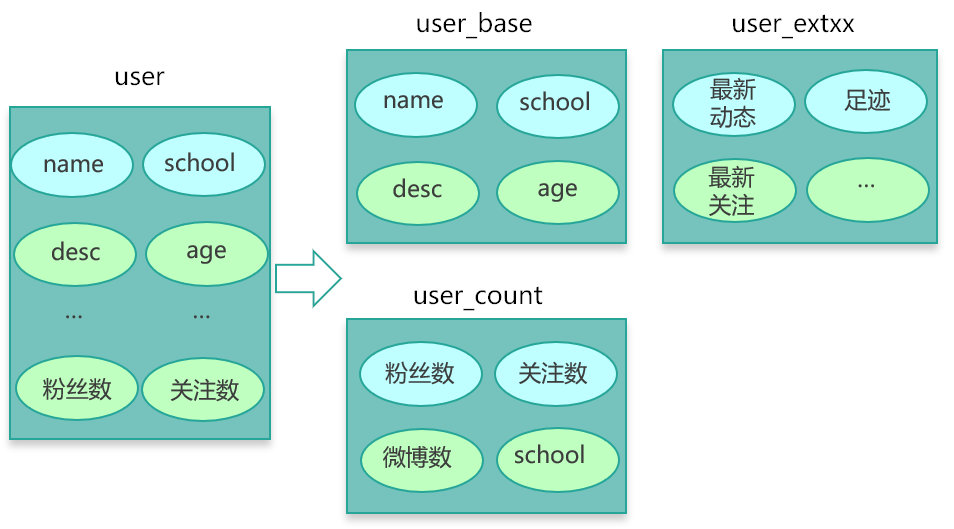 user
name
school
desc
age
...
...
粉丝数
关注数
user_base
name
school
desc
age
user_extxx
最新
动态
足迹
最新
关注
...
user_count
粉丝数
关注数
微博数
school